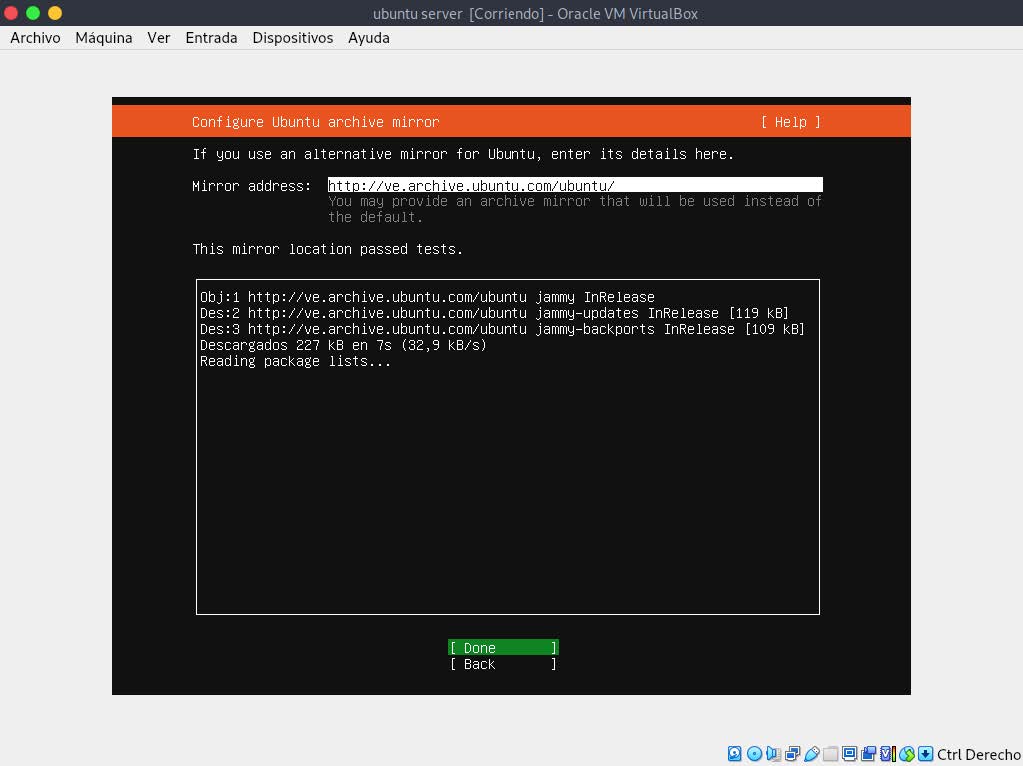 ubuntu server [Corriendo] - Oracle VM VirtualBox
Archivo Máquina Ver Entrada Dispositivos Ayuda
Configure Ubuntu archive mirror [ Help ]
If you use an alternative mirror for Ubuntu, enter its details here.
Mirror address: http://ve.archive.ubuntu.com/ubuntu/
You may provide an archive mirror that will be used instead of
the default.
This mirror location passed tests.
Obj:1 http://ve.archive.ubuntu.com/ubuntu jammy InRelease
Des:2 http://ve.archive.ubuntu.com/ubuntu jammy-updates InRelease [119 kB]
Des:3 http://ve.archive.ubuntu.com/ubuntu jammy-backports InRelease [109 kB]
Descargados 227 kB en 7s (32,9 kB/s)
Reading package lists...
[ Done ]
[ Back ]
Ctrl Derecho